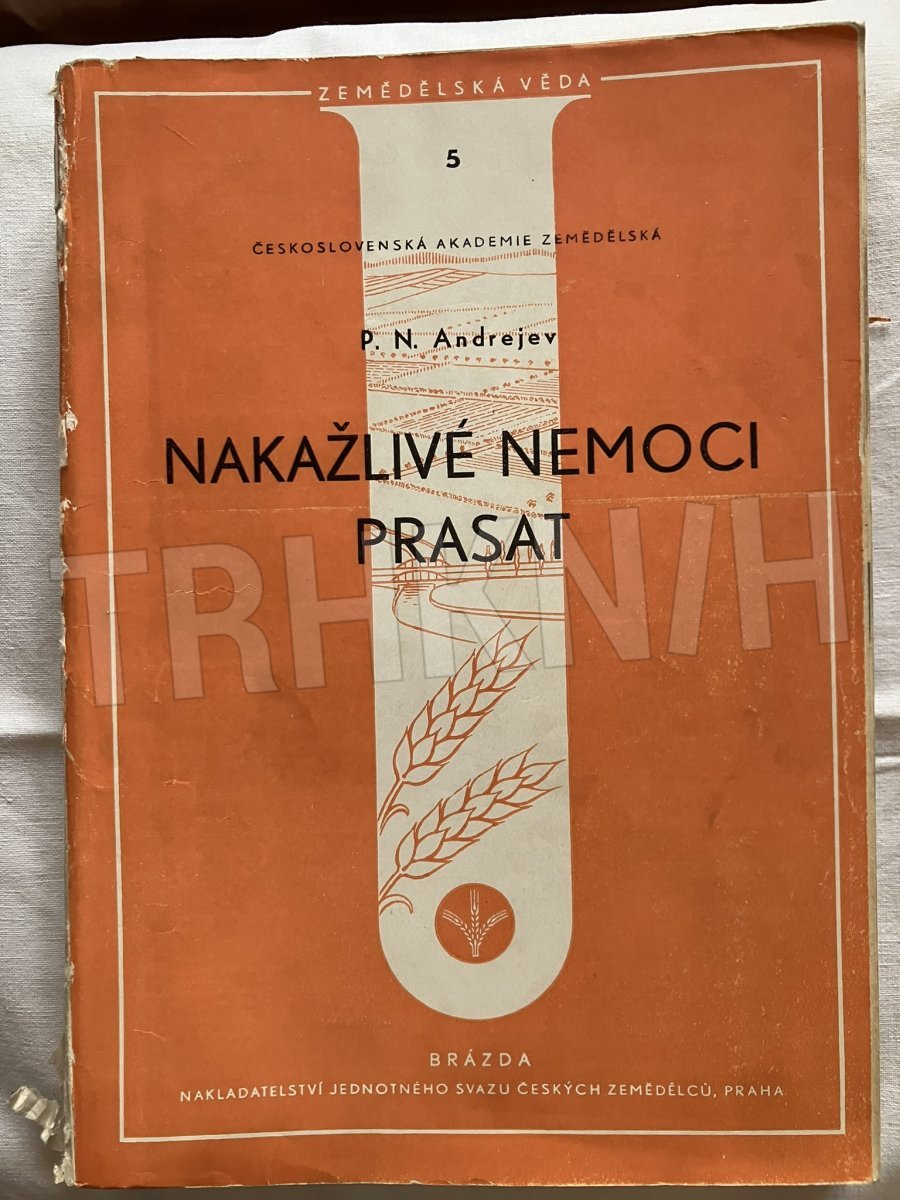 ZEMĚDĚLSKÁ VĚDA
5
ČESKOSLOVENSKÁ AKADEMIE ZEMĚDĚLSKÁ
P. N. Andrejev
NAKAŽLIVÉ NEMOCI
PRASAT
TRHKNIH
BRÁZDA
NAKLADATELSTVÍ JEDNOTNÉHO SVAZU ČESKÝCH ZEMĚDĚLCŮ, PRAHA